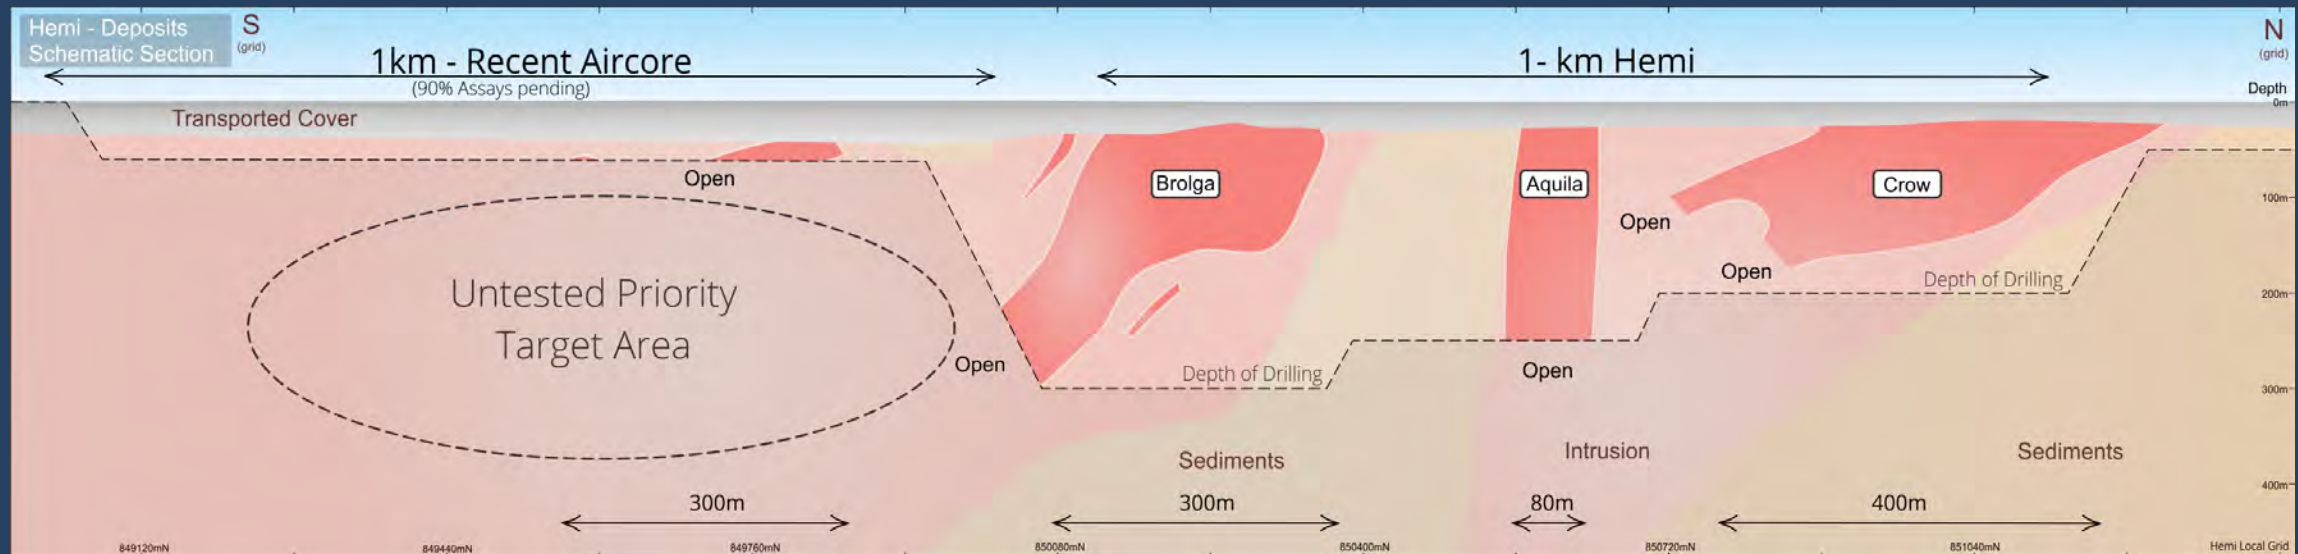 Hemi - Deposits
Schematic Section
S
(grid)
1km - Recent Aircore
(90% Assays pending)
1- km Hemi
N
(grid)
Depth
0m
Transported Cover
Open
Brolga
Aquila
Crow
100m
Open
Open
Depth of Drilling
200m
Untested Priority
Target Area
Open
Depth of Drilling
Open
300m
Sediments
Intrusion
Sediments
400m
300m
300m
80m
400m
849120mN
849440mN
849760mN
850080mN
850400mN
850720mN
851040mN
Hemi Local Grid